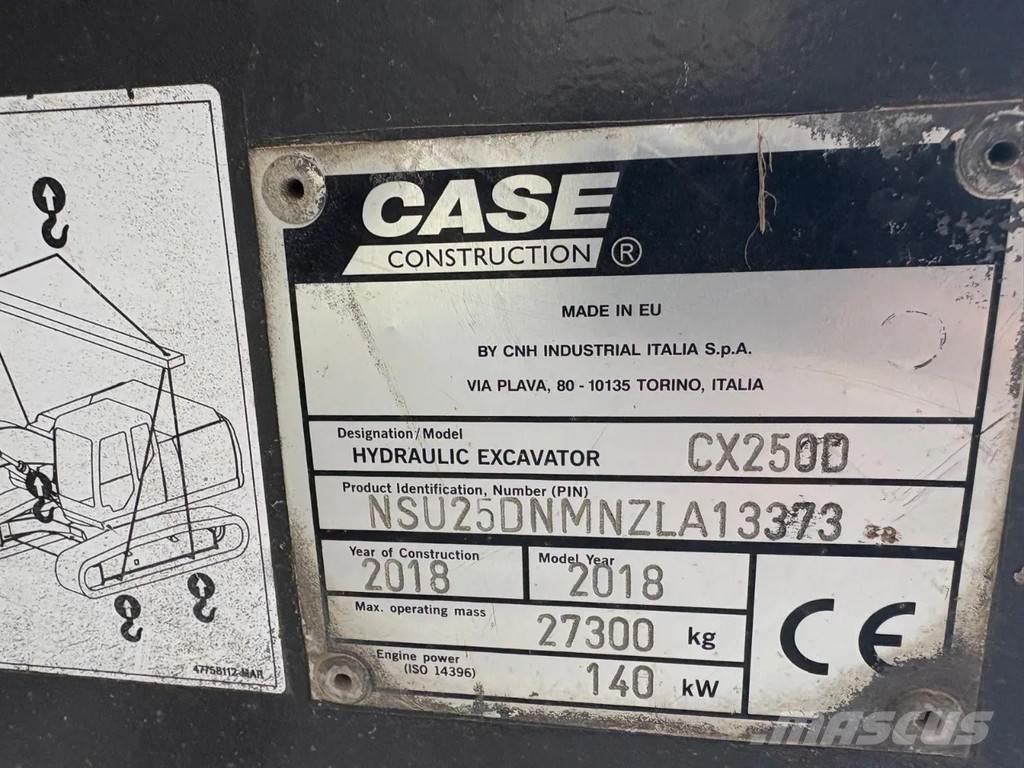 CASE
CONSTRUCTION ®
MADE IN EU
BY CNH INDUSTRIAL ITALIA S.p.A.
VIA PLAVA, 80 - 10135 TORINO, ITALIA
Designation/Model
HYDRAULIC EXCAVATOR CX250D
Product Identification, Number (PIN)
NSU25DNMNZLA13373
Year of Construction
2018
Model Year
2018
Max. operating mass
27300 kg
Engine power
(ISO 14396)
140 kW
CE
47758112-MAR
MASCUS